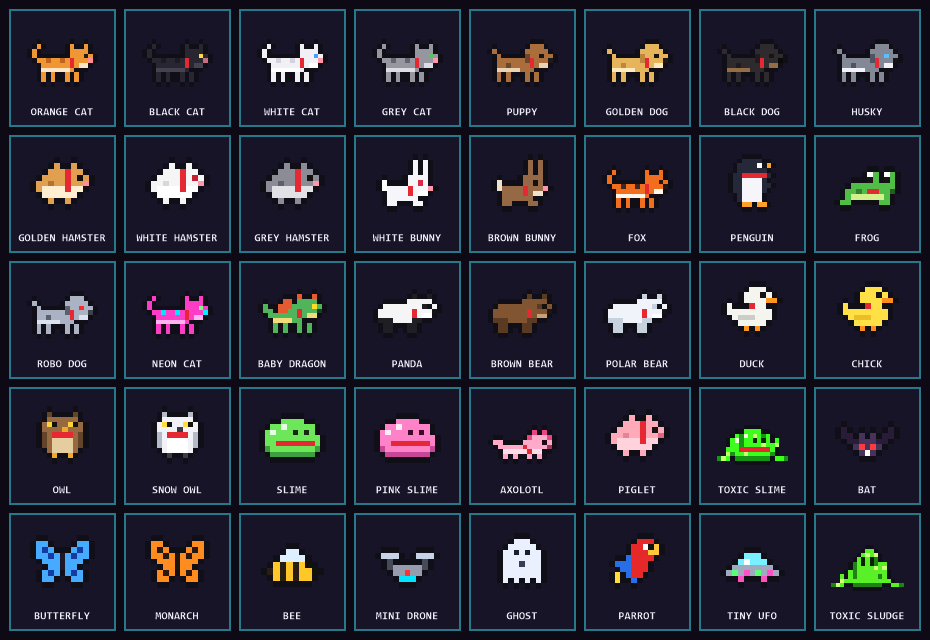 ORANGE CAT
BLACK CAT
WHITE CAT
GREY CAT
PUPPY
GOLDEN DOG
BLACK DOG
HUSKY
GOLDEN HAMSTER
WHITE HAMSTER
GREY HAMSTER
WHITE BUNNY
BROWN BUNNY
FOX
PENGUIN
FROG
ROBO DOG
NEON CAT
BABY DRAGON
PANDA
BROWN BEAR
POLAR BEAR
DUCK
CHICK
OWL
SNOW OWL
SLIME
PINK SLIME
AXOLOTL
PIGLET
TOXIC SLIME
BAT
BUTTERFLY
MONARCH
BEE
MINI DRONE
GHOST
PARROT
TINY UFO
TOXIC SLUDGE